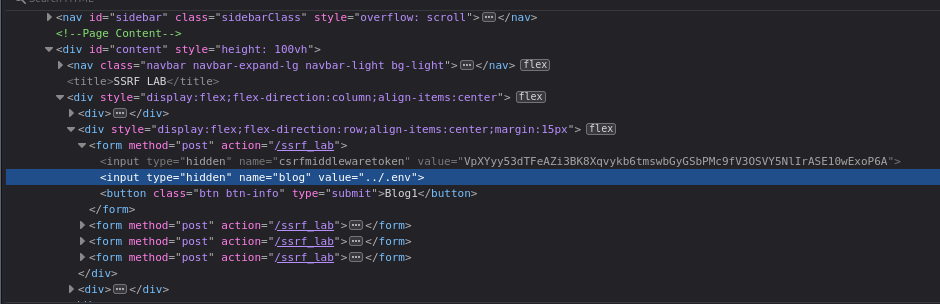 <nav id="sidebar" class="sidebarClass" style="overflow: scroll">…</nav>
<!--Page Content-->
<div id="content" style="height: 100vh">
<nav class="navbar navbar-expand-lg navbar-light bg-light">…</nav> flex
<title>SSRF LAB</title>
<div style="display:flex;flex-direction:column;align-items:center"> flex
<div>…</div>
<div style="display:flex;flex-direction:row;align-items:center;margin:15px"> flex
<form method="post" action="/ssrf_lab">
<input type="hidden" name="csrfmiddlewaretoken" value="VpXYyy53dTFeAZi3BK8Xqvykb6tmswbGyGSbPMc9fV3OSVY5NlIrASE10wExoP6A">
<input type="hidden" name="blog" value="../.env">
<button class="btn btn-info" type="submit">Blog1</button>
</form>
<form method="post" action="/ssrf_lab">…</form>
<form method="post" action="/ssrf_lab">…</form>
<form method="post" action="/ssrf_lab">…</form>
</div>
<div>…</div>